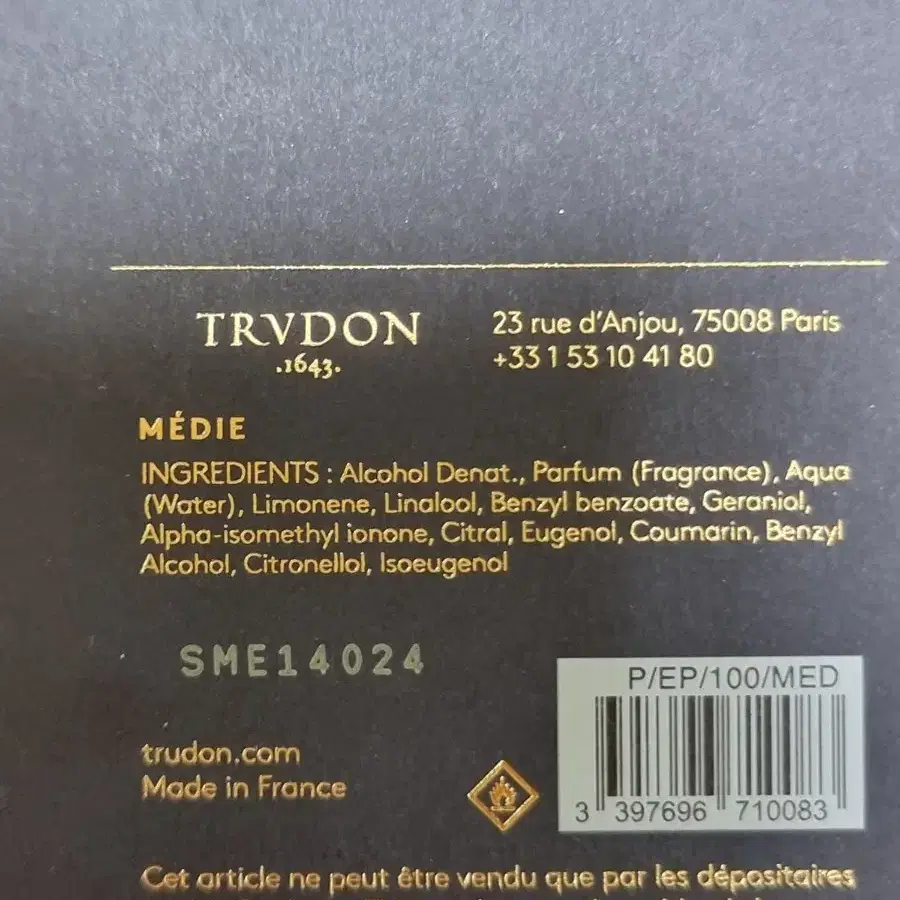 TRVDON
.1643.
23 rue d'Anjou, 75008 Paris
+33 1 53 10 41 80
MÉDIE
INGREDIENTS : Alcohol Denat., Parfum (Fragrance), Aqua
(Water), Limonene, Linalool, Benzyl benzoate, Geraniol,
Alpha-isomethyl ionone, Citral, Eugenol, Coumarin, Benzyl
Alcohol, Citronellol, Isoeugenol
SME14024
P/EP/100/MED
3 397696 710083
trudon.com
Made in France
Cet article ne peut être vendu que par les dépositaires